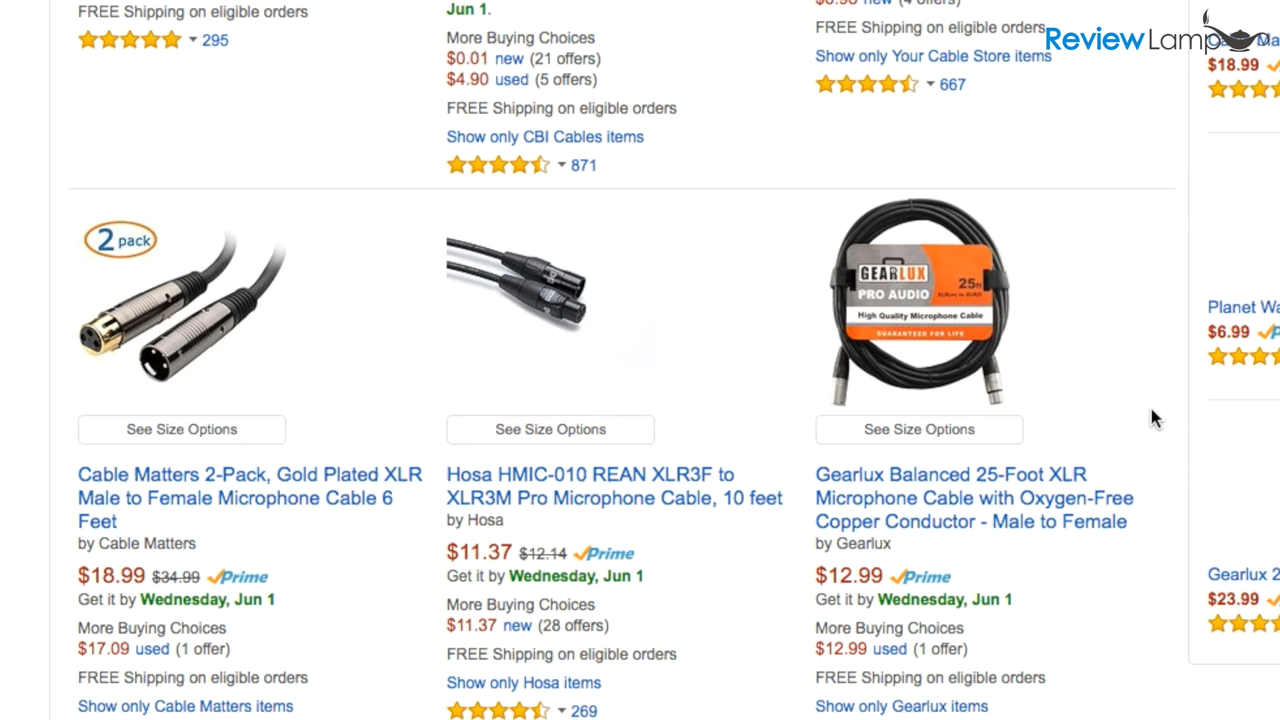 FREE Shipping on eligible orders
295
Jun 1.
More Buying Choices
$0.01 new (21 offers)
$4.90 used (5 offers)
FREE Shipping on eligible orders
Show only CBI Cables items
871
FREE Shipping on eligible orders
Show only Your Cable Store items
667
ReviewLamp
$18.99
2 pack
See Size Options
Cable Matters 2-Pack, Gold Plated XLR
Male to Female Microphone Cable 6
Feet
by Cable Matters
$18.99 $34.99 Prime
Get it by Wednesday, Jun 1
More Buying Choices
$17.09 used (1 offer)
FREE Shipping on eligible orders
Show only Cable Matters items
See Size Options
Hosa HMIC-010 REAN XLR3F to
XLR3M Pro Microphone Cable, 10 feet
by Hosa
$11.37 $12.14 Prime
Get it by Wednesday, Jun 1
More Buying Choices
$11.37 new (28 offers)
FREE Shipping on eligible orders
Show only Hosa items
269
GEARLUX
25ft
PRO AUDIO
High Quality Microphone Cable
GUARANTEED FOR LIFE
See Size Options
Gearlux Balanced 25-Foot XLR
Microphone Cable with Oxygen-Free
Copper Conductor - Male to Female
by Gearlux
$12.99 Prime
Get it by Wednesday, Jun 1
More Buying Choices
$12.99 used (1 offer)
FREE Shipping on eligible orders
Show only Gearlux items
Planet Wa
$6.99
Gearlux 2
$23.99